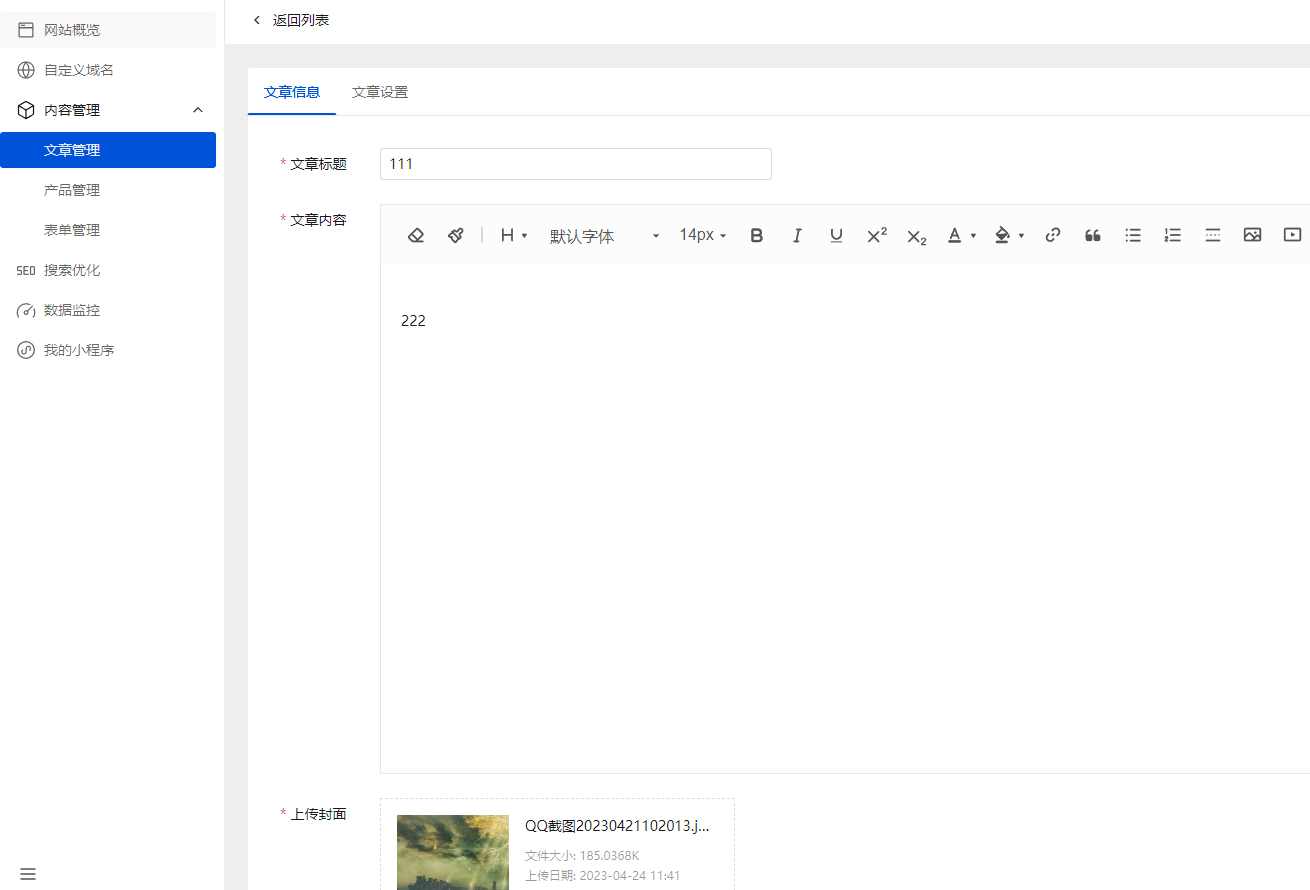 网站概览
自定义域名
内容管理
文章管理
产品管理
表单管理
SEO 搜索优化
数据监控
我的小程序
返回列表
文章信息 文章设置
* 文章标题 111
* 文章内容
H 默认字体 14px B I U X² X₂ A
222
* 上传封面
QQ截图20230421102013.j...
文件大小: 185.0368K
上传日期: 2023-04-24 11:41